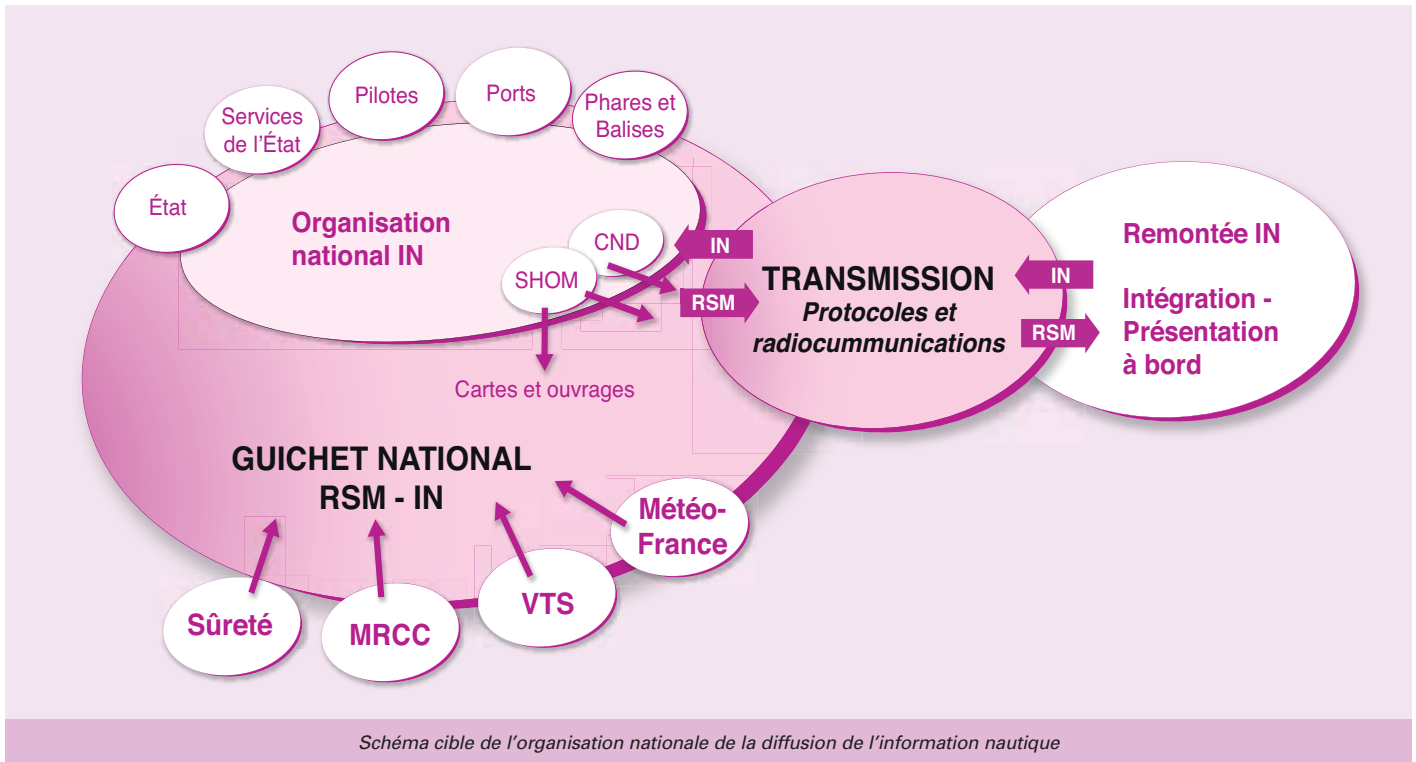 État
Services
de l'État
Pilotes
Ports
Phares et
Balises
Organisation
national IN
CND
SHOM
IN
RSM
Cartes et ouvrages
TRANSMISSION
Protocoles et
radiocummunications
IN
RSM
Remontée IN
Intégration -
Présentation
à bord
GUICHET NATIONAL
RSM - IN
Sûreté
MRCC
VTS
Météo-
France
Schéma cible de l'organisation nationale de la diffusion de l'information nautique